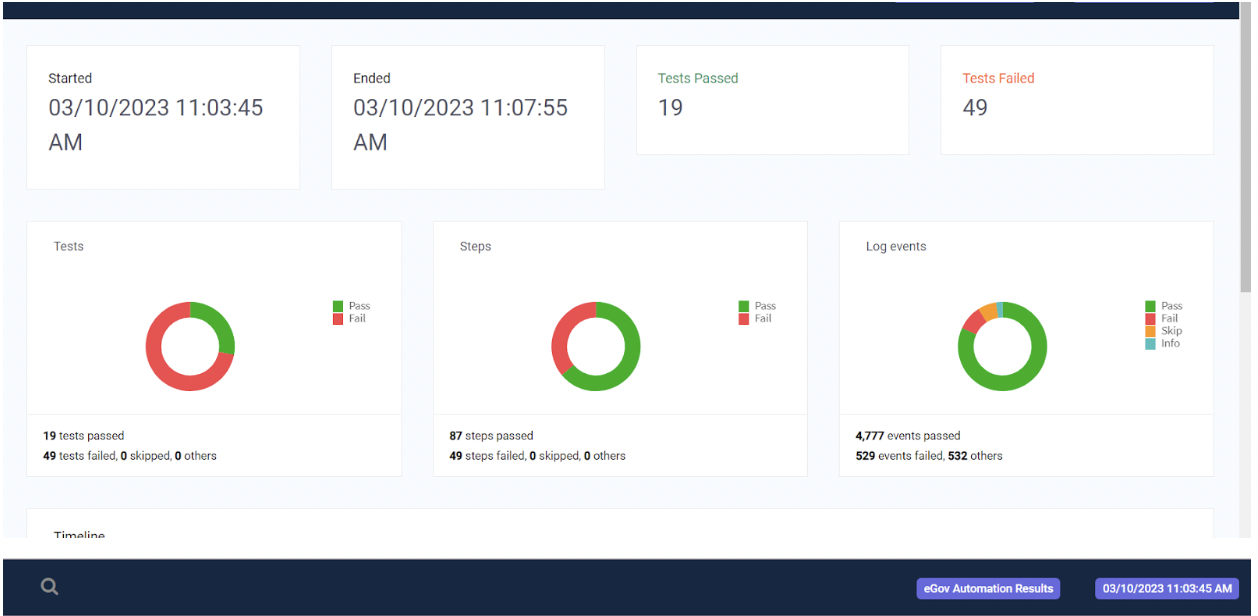 Started
03/10/2023 11:03:45
AM
Ended
03/10/2023 11:07:55
AM
Tests Passed
19
Tests Failed
49
Tests
Pass
Fail
19 tests passed
49 tests failed, 0 skipped, 0 others
Steps
Pass
Fail
87 steps passed
49 steps failed, 0 skipped, 0 others
Log events
Pass
Fail
Skip
Info
4,777 events passed
529 events failed, 532 others
Timeline
eGov Automation Results
03/10/2023 11:03:45 AM